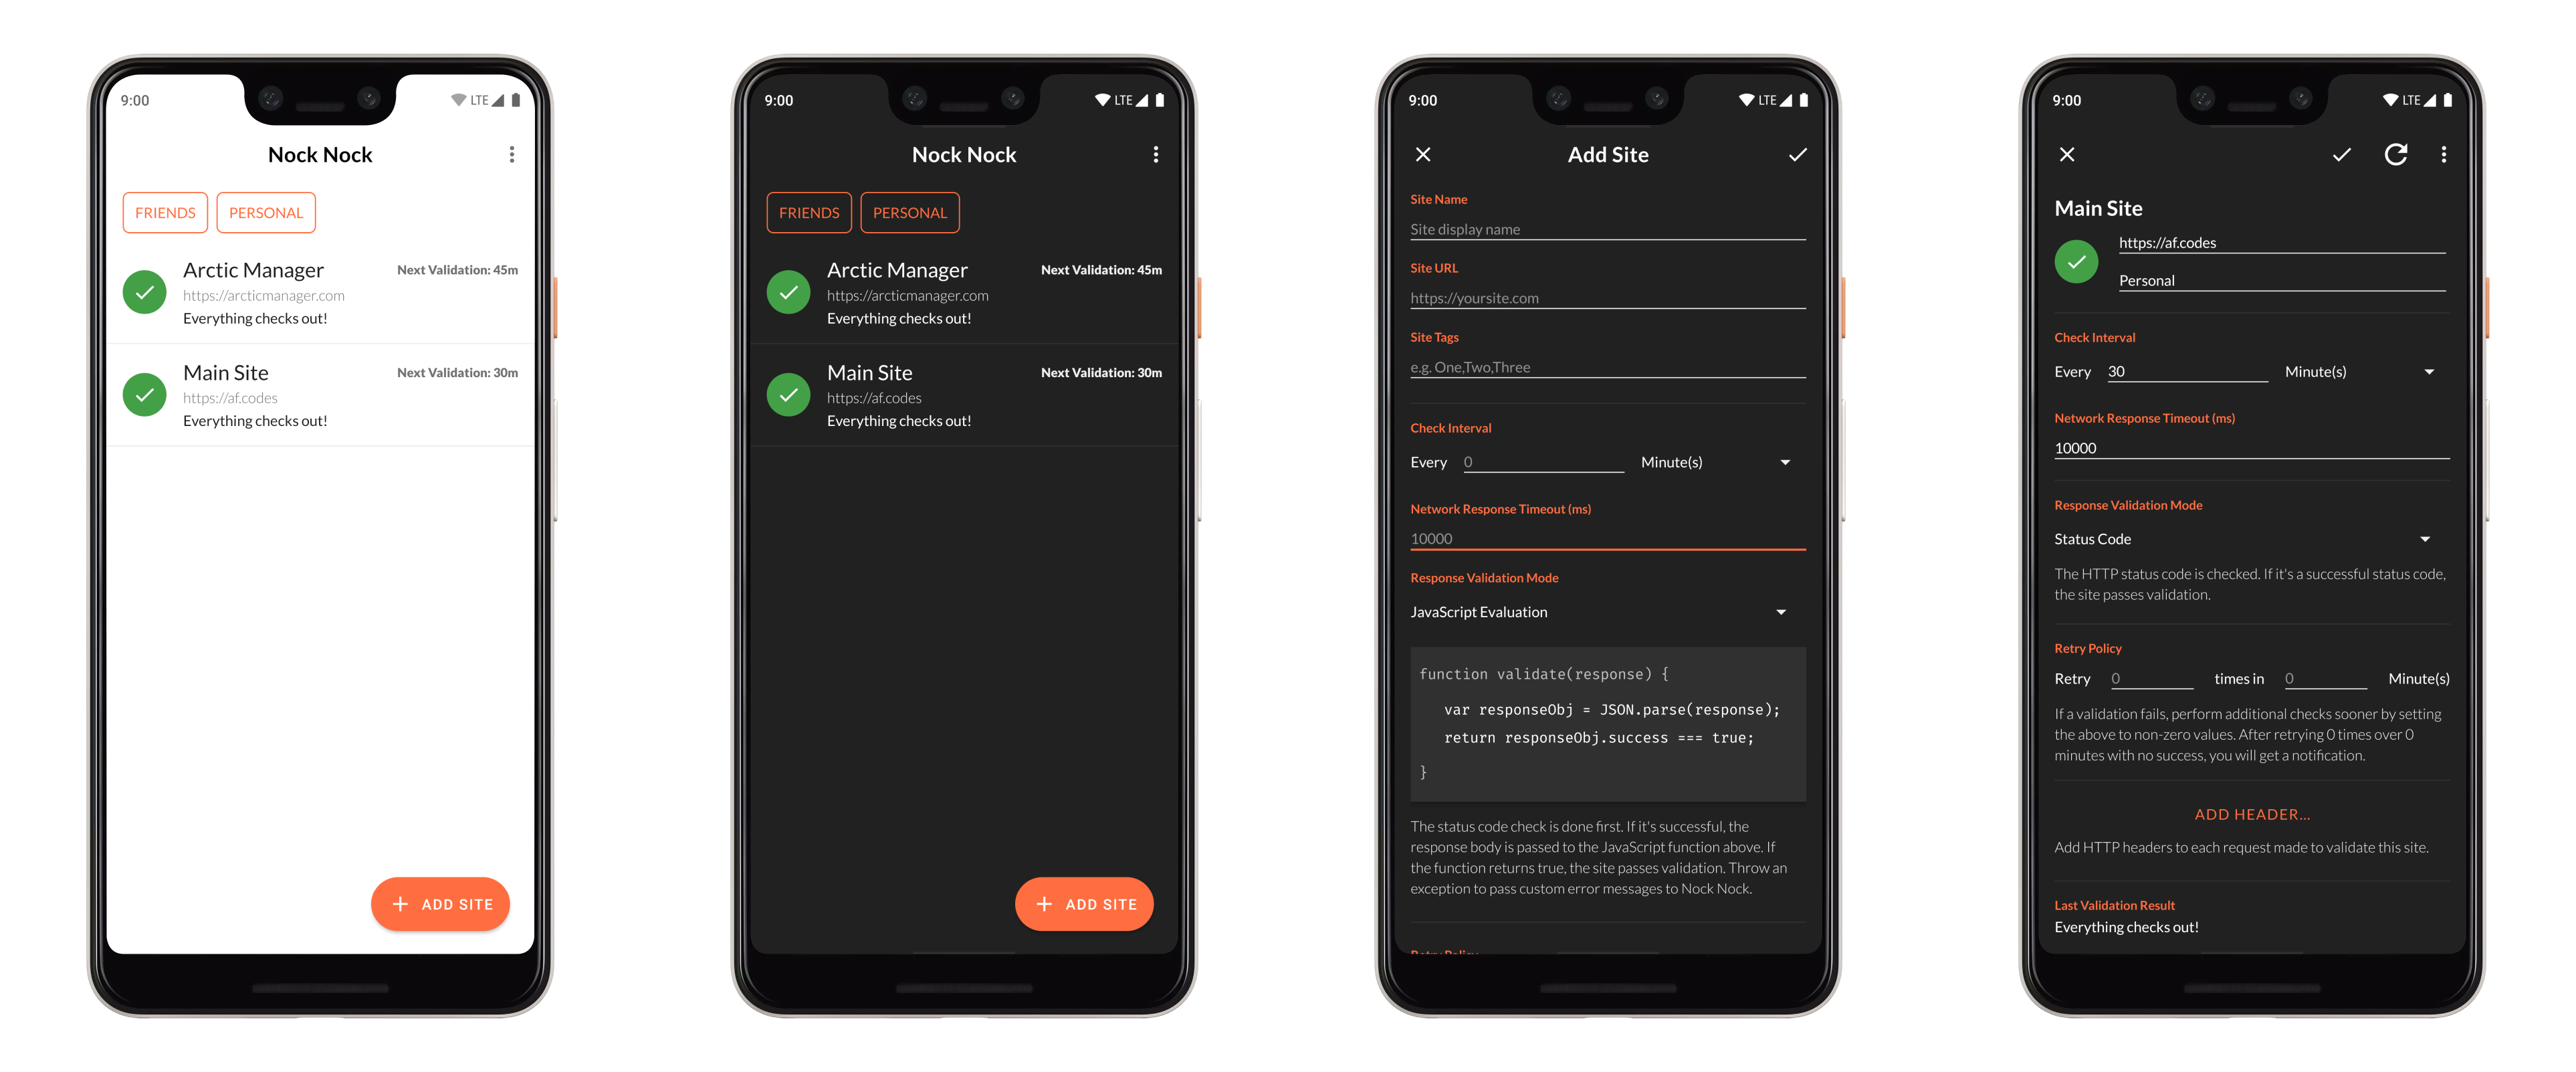 9:00
LTE
Nock Nock
FRIENDS
PERSONAL
Arctic Manager
Next Validation: 45m
https://arcticmanager.com
Everything checks out!
Main Site
Next Validation: 30m
https://af.codes
Everything checks out!
+ ADD SITE
9:00
LTE
Nock Nock
FRIENDS
PERSONAL
Arctic Manager
Next Validation: 45m
https://arcticmanager.com
Everything checks out!
Main Site
Next Validation: 30m
https://af.codes
Everything checks out!
+ ADD SITE
9:00
LTE
Add Site
Site Name
Site display name
Site URL
https://yoursite.com
Site Tags
e.g. One,Two,Three
Check Interval
Every 0 Minute(s)
Network Response Timeout (ms)
10000
Response Validation Mode
JavaScript Evaluation
function validate(response) {
var responseObj = JSON.parse(response);
return responseObj.success === true;
}
The status code check is done first. If it's successful, the
response body is passed to the JavaScript function above. If
the function returns true, the site passes validation. Throw an
exception to pass custom error messages to Nock Nock.
Retry Policy
9:00
LTE
Main Site
https://af.codes
Personal
Check Interval
Every 30 Minute(s)
Network Response Timeout (ms)
10000
Response Validation Mode
Status Code
The HTTP status code is checked. If it's a successful status code,
the site passes validation.
Retry Policy
Retry 0 times in 0 Minute(s)
If a validation fails, perform additional checks sooner by setting
the above to non-zero values. After retrying 0 times over 0
minutes with no success, you will get a notification.
ADD HEADER...
Add HTTP headers to each request made to validate this site.
Last Validation Result
Everything checks out!